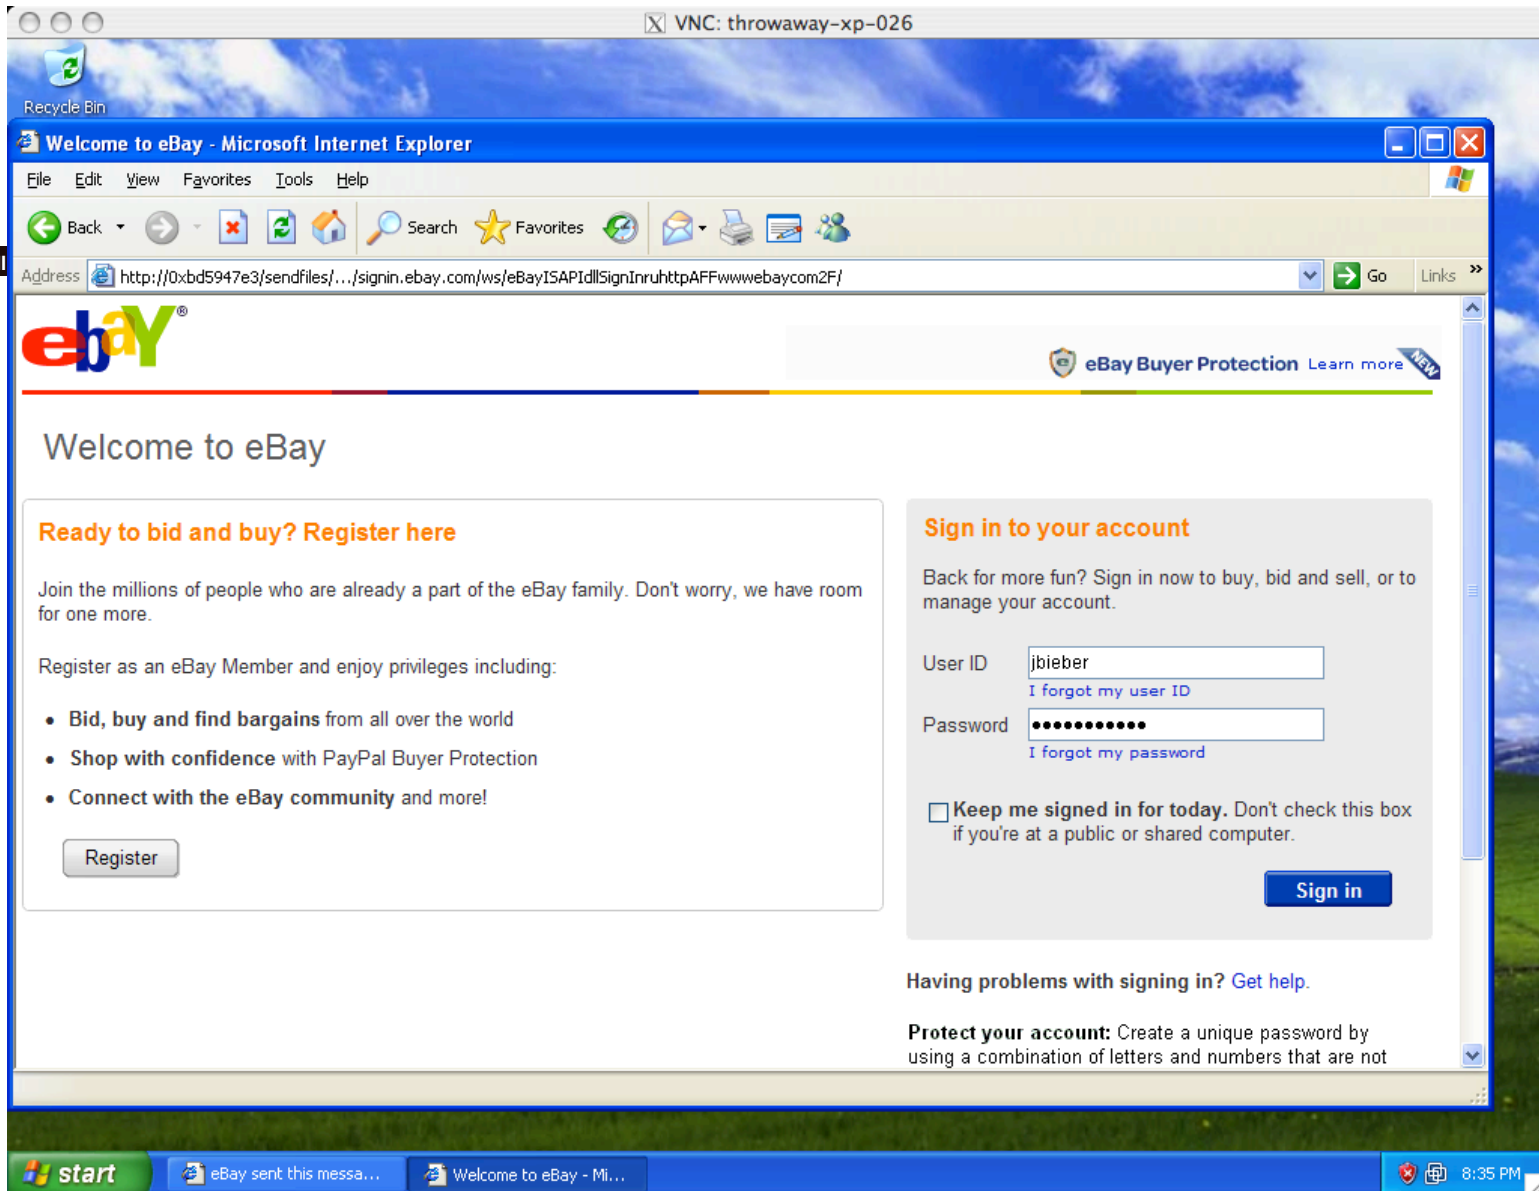 VNC: throwaway-xp-026
Recycle Bin
Welcome to eBay - Microsoft Internet Explorer
File Edit View Favorites Tools Help
Back Search Favorites
Address http://0xbd5947e3/sendfiles/.../signin.ebay.com/ws/eBayISAPIdllSignInruhttpAFFwwwebaycom2F/ Go Links »
ebay®
eBay Buyer Protection Learn more NEW
Welcome to eBay
Ready to bid and buy? Register here
Join the millions of people who are already a part of the eBay family. Don't worry, we have room
for one more.
Register as an eBay Member and enjoy privileges including:
• Bid, buy and find bargains from all over the world
• Shop with confidence with PayPal Buyer Protection
• Connect with the eBay community and more!
Register
Sign in to your account
Back for more fun? Sign in now to buy, bid and sell, or to
manage your account.
User ID jbieber
I forgot my user ID
Password •••••••••••
I forgot my password
Keep me signed in for today. Don't check this box
if you're at a public or shared computer.
Sign in
Having problems with signing in? Get help.
Protect your account: Create a unique password by
using a combination of letters and numbers that are not
start eBay sent this messa... Welcome to eBay - Mi... 8:35 PM